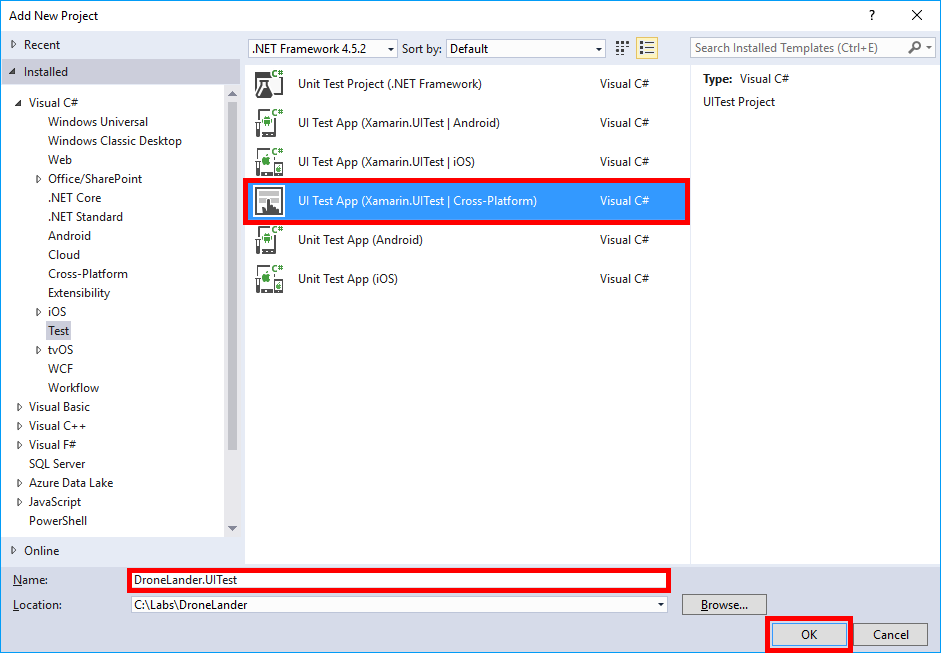 Add New Project
?
Recent
.NET Framework 4.5.2
Sort by:
Default
Search Installed Templates (Ctrl+E)
Installed
Visual C#
Windows Universal
Windows Classic Desktop
Web
Office/SharePoint
.NET Core
.NET Standard
Android
Cloud
Cross-Platform
Extensibility
iOS
Test
tvOS
WCF
Workflow
Visual Basic
Visual C++
Visual F#
SQL Server
Azure Data Lake
JavaScript
PowerShell
Online
C# Unit Test Project (.NET Framework) Visual C#
C# UI Test App (Xamarin.UITest | Android) Visual C#
C# UI Test App (Xamarin.UITest | iOS) Visual C#
UI Test App (Xamarin.UITest | Cross-Platform) Visual C#
C# Unit Test App (Android) Visual C#
C# Unit Test App (iOS) Visual C#
Type: Visual C#
UITest Project
Name: DroneLander.UITest
Location: C:\Labs\DroneLander
Browse...
OK
Cancel